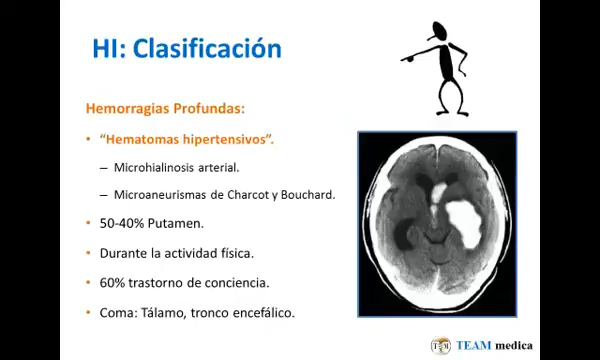 HI: Clasificación
Hemorragias Profundas:
• “Hematomas hipertensivos”.
– Microhialinosis arterial.
– Microaneurismas de Charcot y Bouchard.
• 50-40% Putamen.
• Durante la actividad física.
• 60% trastorno de conciencia.
• Coma: Tálamo, tronco encefálico.
TEAM medica